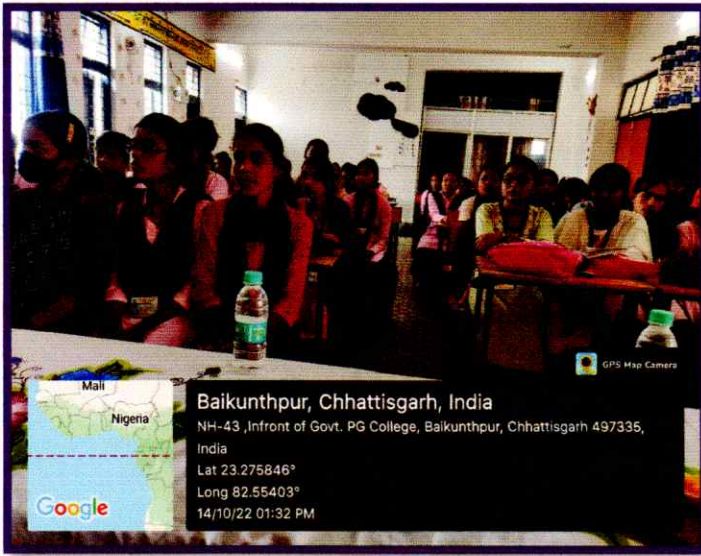 GPS Map Camera
Mali
Nigeria
Google
Baikunthpur, Chhattisgarh, India
NH-43 ,Infront of Govt. PG College, Baikunthpur, Chhattisgarh 497335,
India
Lat 23.275846°
Long 82.55403°
14/10/22 01:32 PM